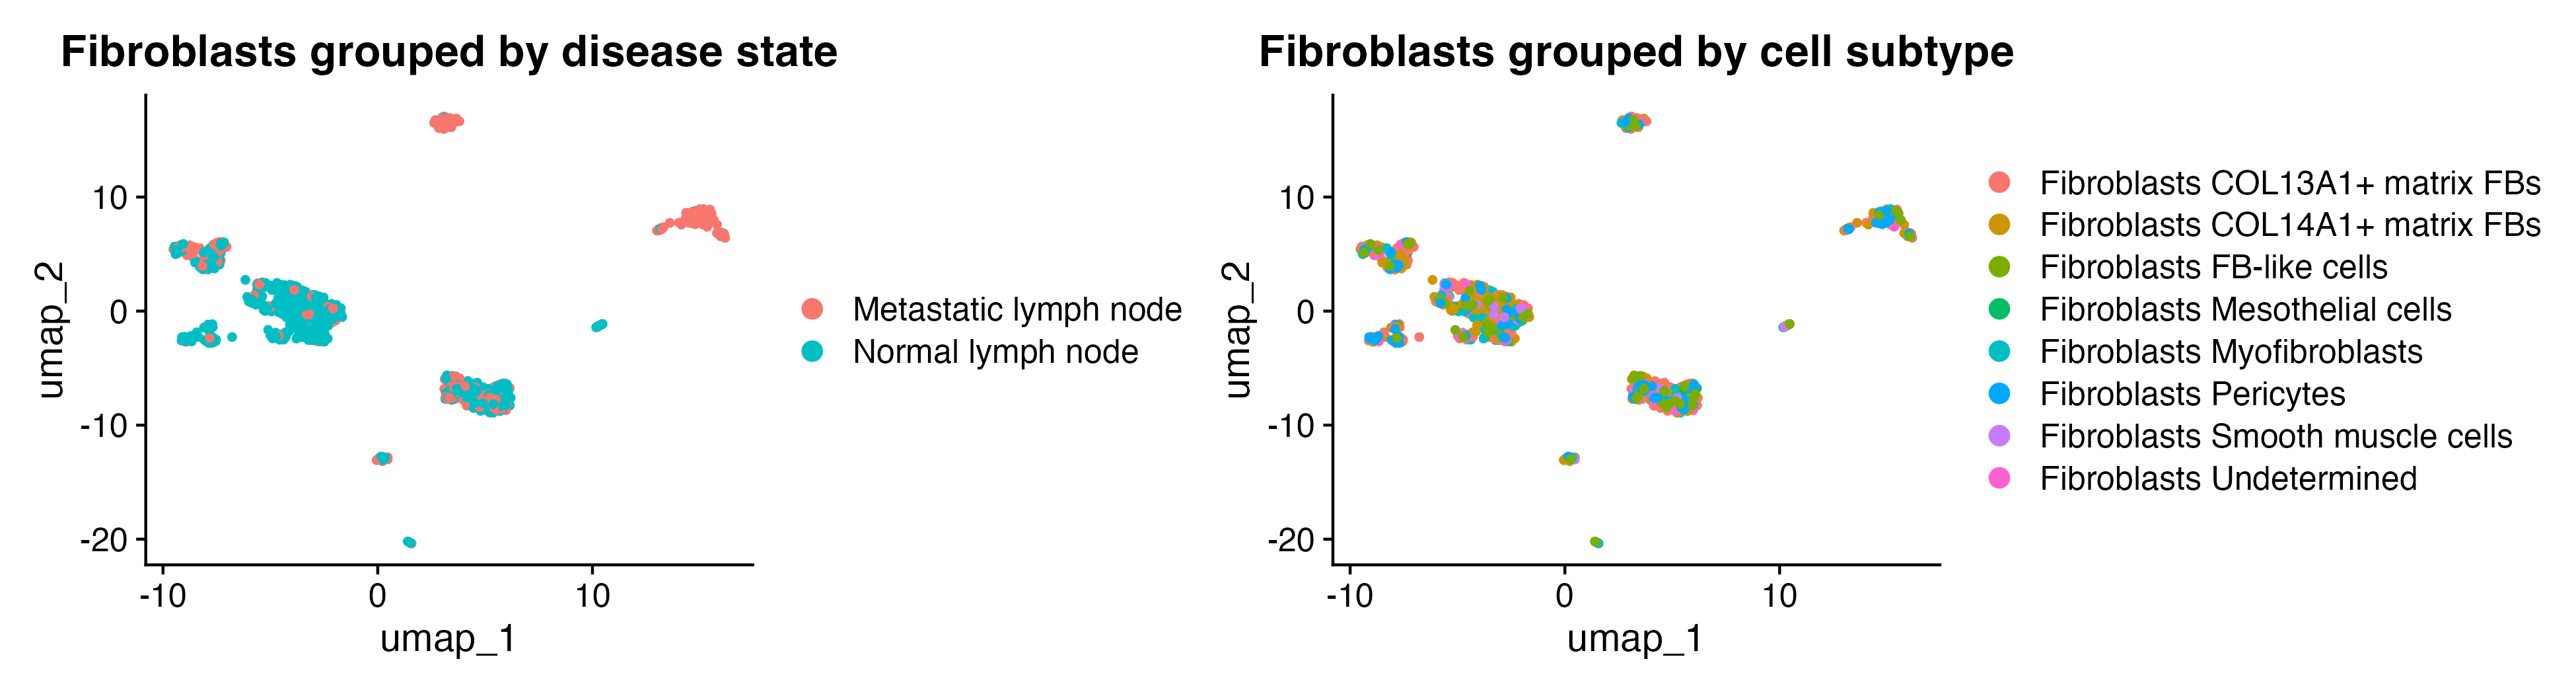 Fibroblasts grouped by disease state
umap_2
10
0
-10
-20
-10
0
10
umap_1
Metastatic lymph node
Normal lymph node
Fibroblasts grouped by cell subtype
umap_2
10
0
-10
-20
-10
0
10
umap_1
Fibroblasts COL13A1+ matrix FBs
Fibroblasts COL14A1+ matrix FBs
Fibroblasts FB-like cells
Fibroblasts Mesothelial cells
Fibroblasts Myofibroblasts
Fibroblasts Pericytes
Fibroblasts Smooth muscle cells
Fibroblasts Undetermined